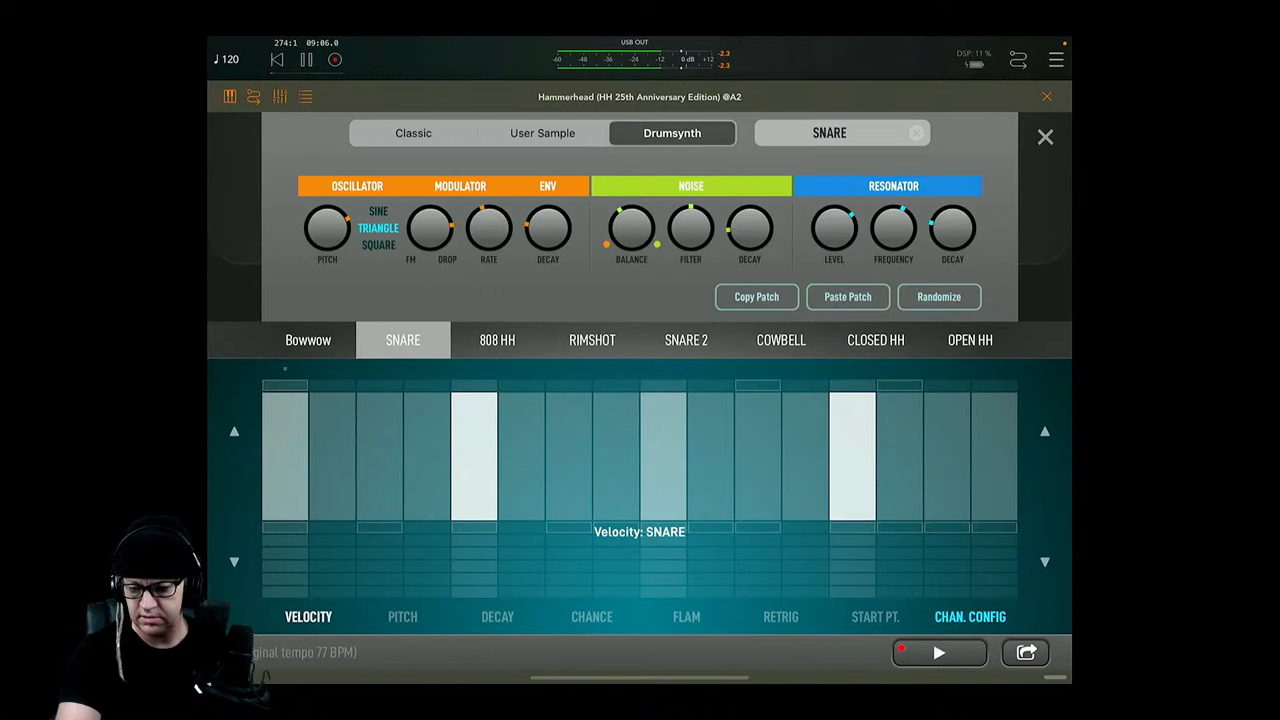 USB OUT
274:1 09:06.0
120
-60 -48 -36 -24 -12 0 dB +12
-2.3
-2.3
DSP: 11 %
Hammerhead (HH 25th Anniversary Edition) @A2
Classic User Sample Drumsynth SNARE
OSCILLATOR MODULATOR ENV NOISE RESONATOR
SINE
TRIANGLE
SQUARE
PITCH FM DROP RATE DECAY BALANCE FILTER DECAY LEVEL FREQUENCY DECAY
Copy Patch Paste Patch Randomize
Bowwow SNARE 808 HH RIMSHOT SNARE 2 COWBELL CLOSED HH OPEN HH
Velocity: SNARE
VELOCITY PITCH DECAY CHANCE FLAM RETRIG START PT. CHAN. CONFIG
ginal tempo 77 BPM)